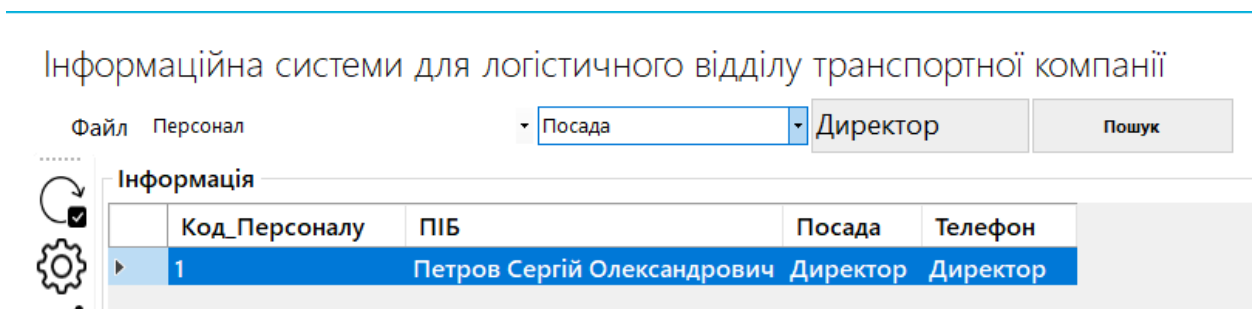 Інформаційна системи для логістичного відділу транспортної компанії
Файл Персонал Посада Директор Пошук
Інформація
Код_Персоналу ПІБ Посада Телефон
1 Петров Сергій Олександрович Директор Директор